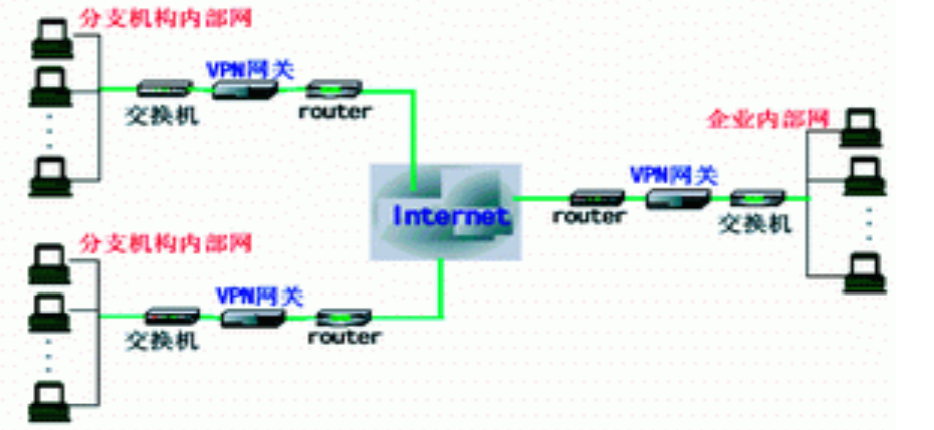 分支机构内部网
VPN网关
交换机
router
企业内部网
VPN网关
Internet
router
交换机
分支机构内部网
VPN网关
交换机
router